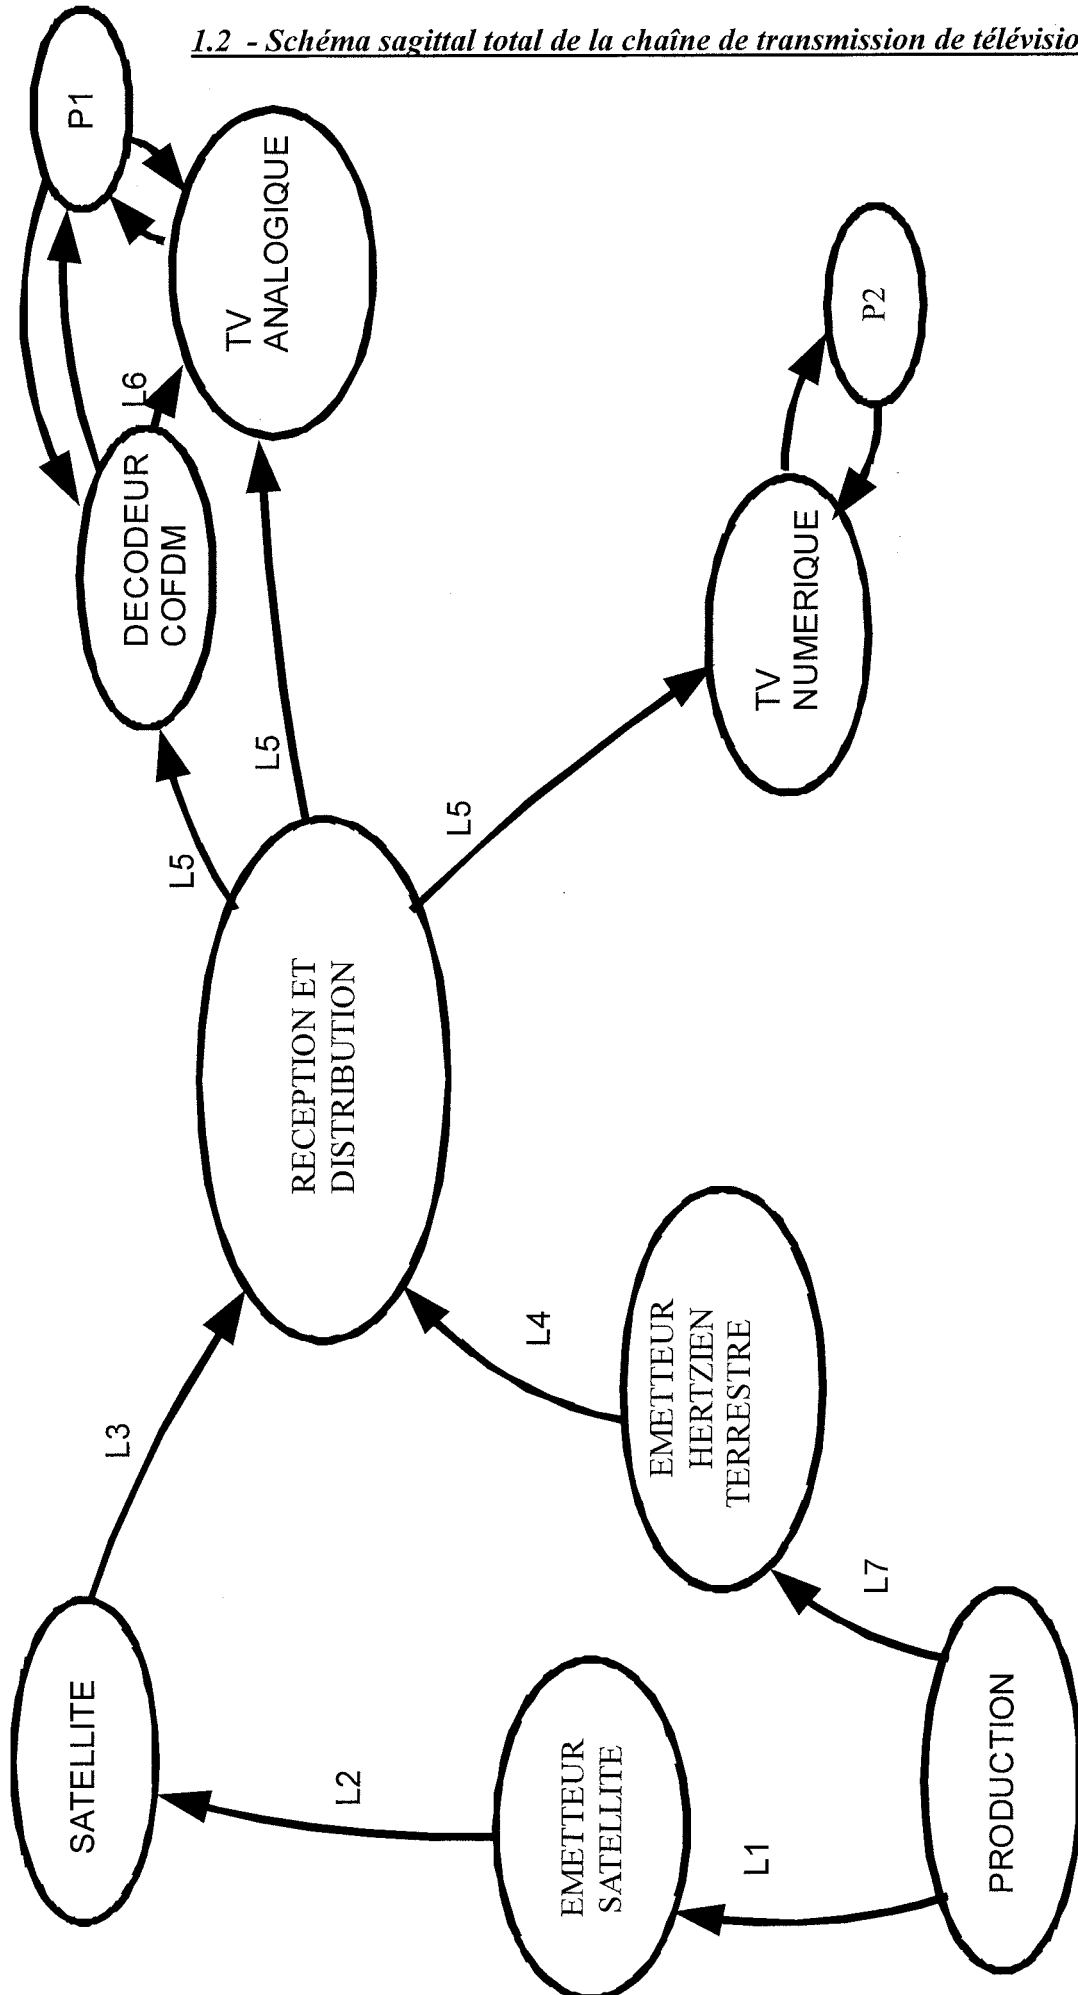 1.2 - Schéma sagittal total de la chaîne de transmission de télévisio
P1
TV
ANALOGIQUE
L6
DECODEUR
COFDM
P2
TV
NUMERIQUE
L5
L5
L5
RECEPTION ET
DISTRIBUTION
L3
L4
EMETTEUR
HERTZIEN
TERRESTRE
SATELLITE
L2
EMETTEUR
SATELLITE
L7
L1
PRODUCTION